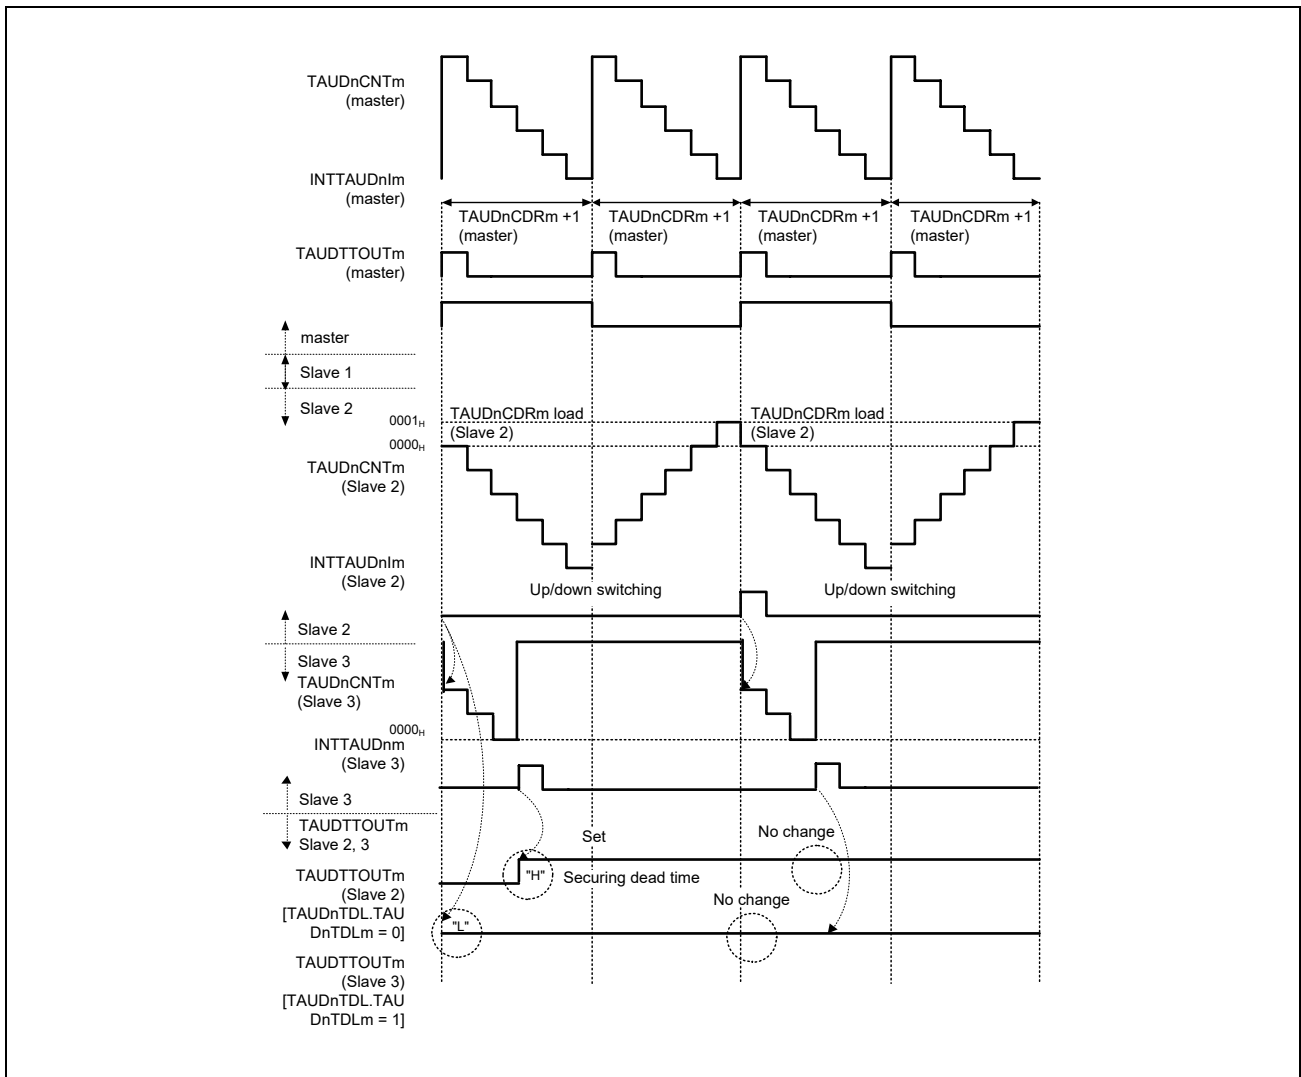 TAUDnCNTm
(master)
INTTAUDnIm
(master)
TAUDnCDRm +1
(master)
TAUDnCDRm +1
(master)
TAUDnCDRm +1
(master)
TAUDnCDRm +1
(master)
TAUDTTOUTm
(master)
master
Slave 1
Slave 2
0001H
TAUDnCDRm load
(Slave 2)
TAUDnCDRm load
(Slave 2)
0000H
TAUDnCNTm
(Slave 2)
INTTAUDnIm
(Slave 2)
Up/down switching
Up/down switching
Slave 2
Slave 3
TAUDnCNTm
(Slave 3)
0000H
INTTAUDnm
(Slave 3)
Slave 3
TAUDTTOUTm
Slave 2, 3
Set
No change
TAUDTTOUTm
(Slave 2)
[TAUDnTDL.TAU
DnTDLm = 0]
"H"
Securing dead time
No change
"L"
TAUDTTOUTm
(Slave 3)
[TAUDnTDL.TAU
DnTDLm = 1]